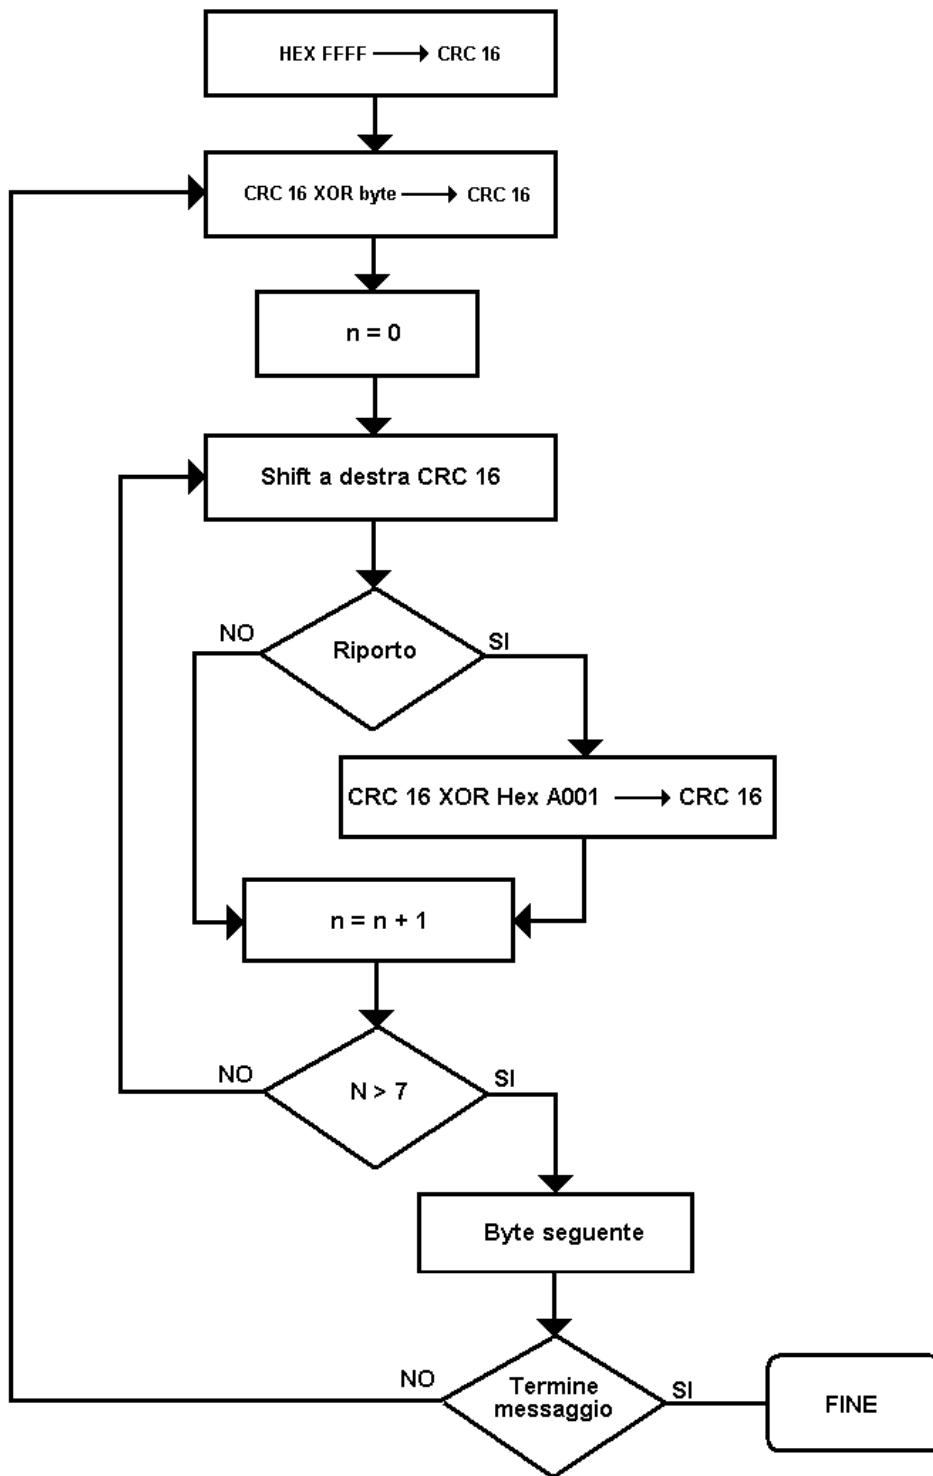 HEX FFFF → CRC 16
CRC 16 XOR byte → CRC 16
n = 0
Shift a destra CRC 16
NO
Riporto
SI
CRC 16 XOR Hex A001 → CRC 16
n = n + 1
NO
N > 7
SI
Byte seguente
NO
Termine
messaggio
SI
FINE